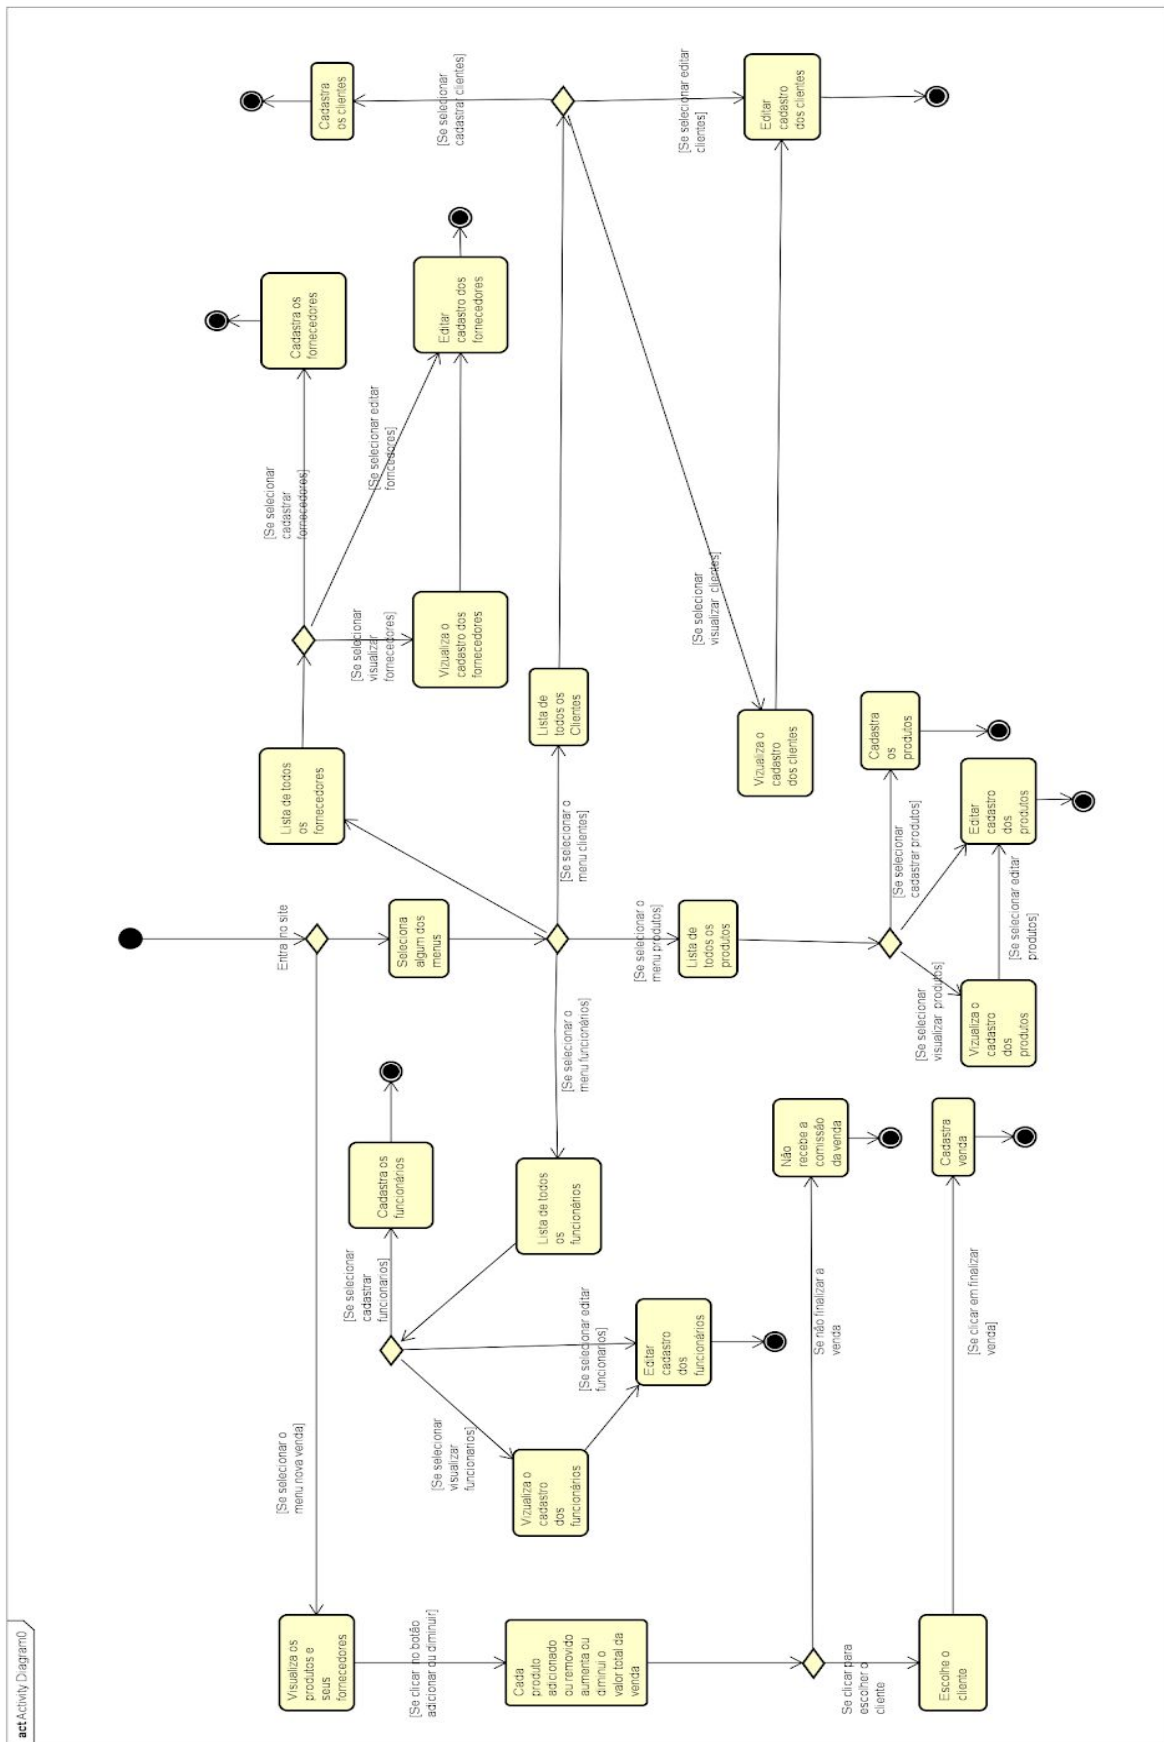 act Activity Diagram0
Entra no site
[Se selecionar o
menu nova venda]
Visualiza os
produtos e
seus
fornecedores
Seleciona
algum dos
menus
Lista de todos
os
fornecedores
[Se selecionar
cadastrar
fornecedores]
Cadastra os
fornecedores
Cadastra
os clientes
[Se selecionar
cadastrar
funcionarios]
Cadastra os
funcionários
[Se selecionar
visualizar
fornecedores]
[Se selecionar editar
forncedores]
[Se clicar no botão
adicionar ou diminuir]
[Se selecionar
visualizar
funcionarios]
Vizualiza o
cadastro dos
fornecedores
Editar
cadastro dos
fornecedores
[Se selecionar
cadastrar clientes]
Cada
produto
adicionado
ou removido
aumenta ou
diminui o
valor total da
venda
Vizualiza o
cadastro
dos
funcionários
Lista de todos
os
funcionários
[Se selecionar o
menu funcionários]
[Se selecionar o
menu clientes]
Lista de
todos os
Clientes
[Se selecionar editar
funcionarios]
Editar
cadastro
dos
funcionários
[Se selecionar o
menu produtos]
Lista de
todos os
produtos
[Se selecionar
visualizar clientes]
[Se selecionar editar
clientes]
Vizualiza o
cadastro
dos clientes
Editar
cadastro
dos clientes
Se não finalizar a
venda
Não
recebe a
comissão
da venda
Se clicar para
escolher o
cliente
Cadastra
os
produtos
[Se selecionar
cadastrar produtos]
[Se selecionar
visualizar produtos]
Escolhe o
cliente
[Se clicar em finalizar
venda]
Cadastra
venda
Vizualiza o
cadastro
dos
produtos
[Se selecionar editar
produtos]
Editar
cadastro
dos
produtos